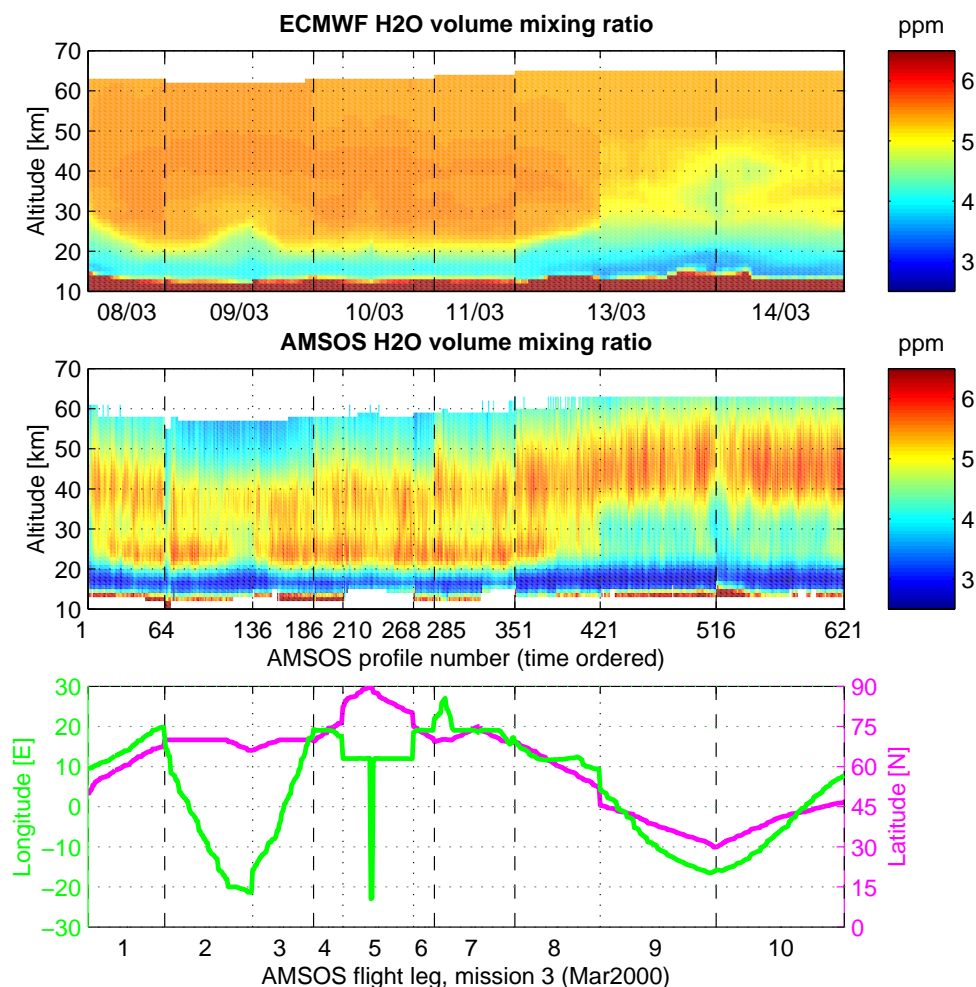 ECMWF H2O volume mixing ratio
ppm
Altitude [km]
70
60
50
40
30
20
10
6
5
4
3
08/03 09/03 10/03 11/03 13/03 14/03
AMSOS H2O volume mixing ratio
ppm
Altitude [km]
70
60
50
40
30
20
10
6
5
4
3
1 64 136 186 210 268 285 351 421 516 621
AMSOS profile number (time ordered)
Longitude [E]
30
20
10
0
−10
−20
−30
90
75
60
45
30
15
0
Latitude [N]
1 2 3 4 5 6 7 8 9 10
AMSOS flight leg, mission 3 (Mar2000)